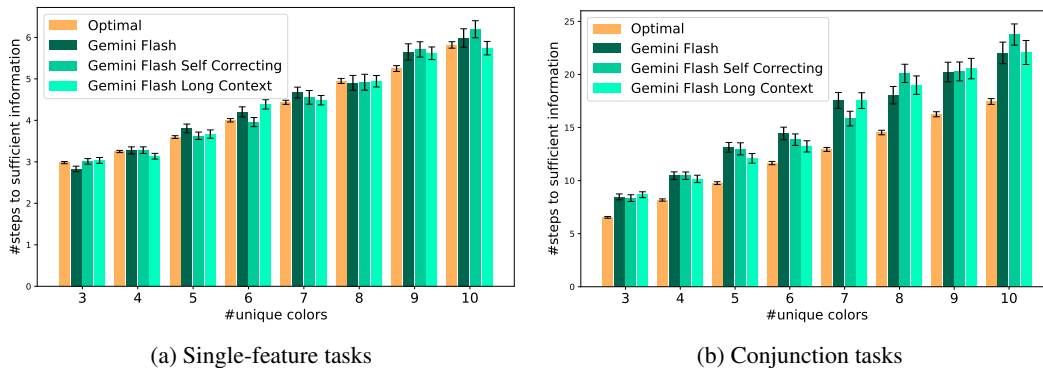 #steps to sufficient information
6
5
4
3
2
1
0
Optimal
Gemini Flash
Gemini Flash Self Correcting
Gemini Flash Long Context
3 4 5 6 7 8 9 10
#unique colors
(a) Single-feature tasks
#steps to sufficient information
25
20
15
10
5
0
Optimal
Gemini Flash
Gemini Flash Self Correcting
Gemini Flash Long Context
3 4 5 6 7 8 9 10
#unique colors
(b) Conjunction tasks